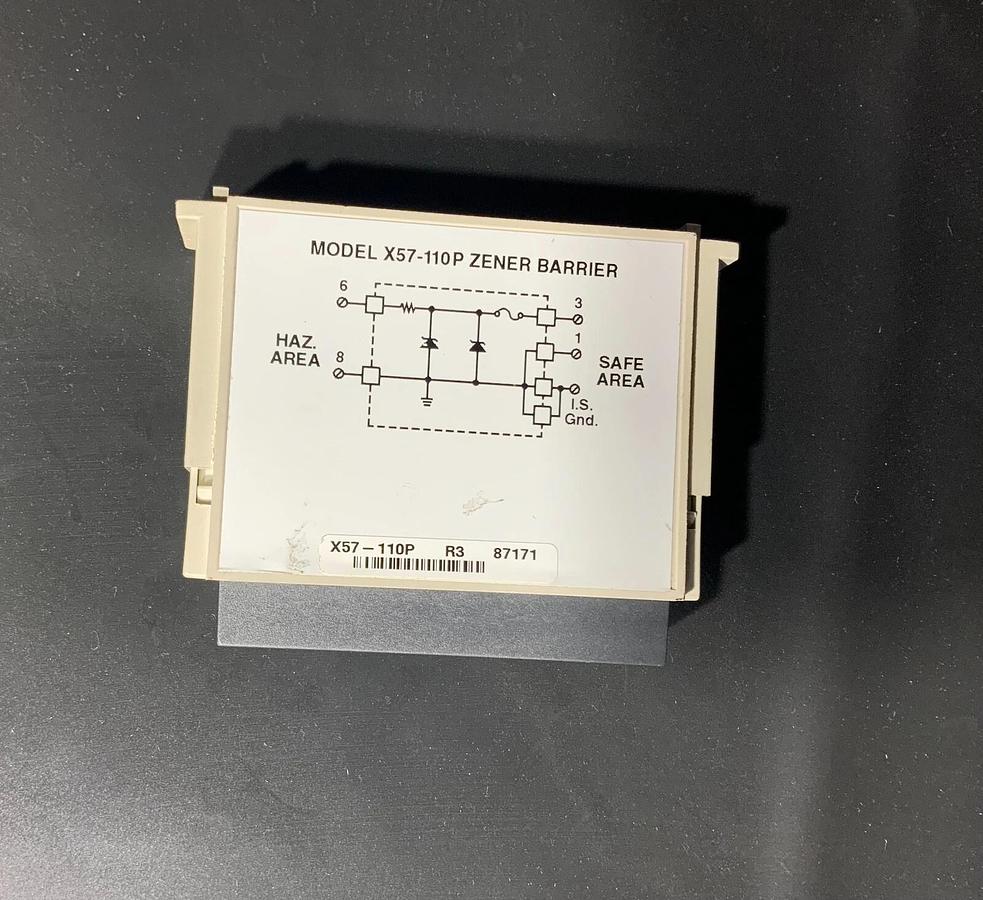 MODEL X57-110P ZENER BARRIER
6
3
1
HAZ.
AREA
8
SAFE
AREA
I.S.
Gnd.
X57-110P R3 87171